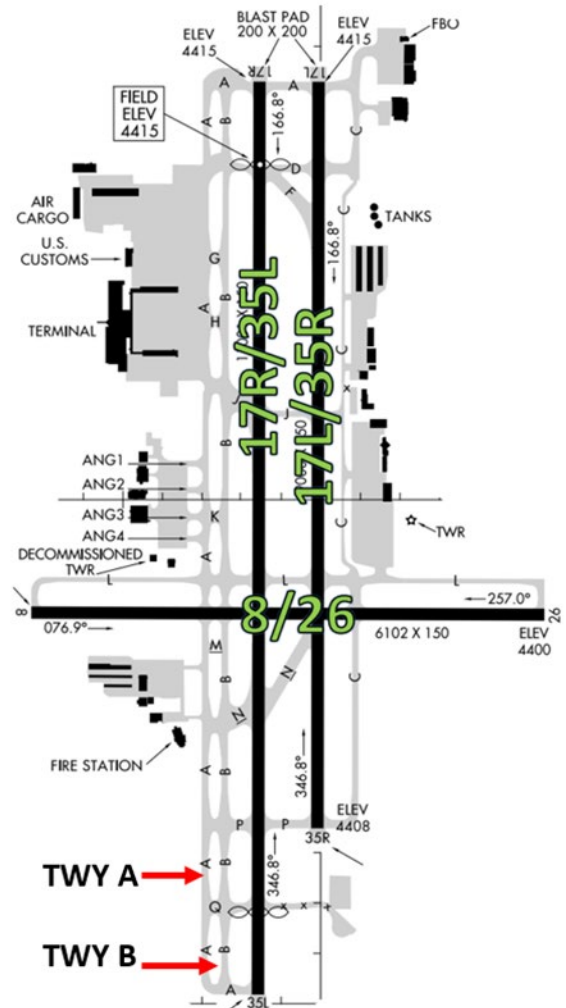 BLAST PAD
200 X 200
FBO
ELEV
4415
ELEV
4415
17R
17L
A
A
FIELD
ELEV
4415
A
B
166.8°
C
D
F
AIR
CARGO
C
TANKS
U.S.
CUSTOMS
G
166.8°
B
A
H
TERMINAL
17R/35L
17L/35R
C
X
J
J
B
ANG1
ANG2
ANG3
K
ANG4
C
TWR
A
DECOMMISSIONED
TWR
L
L
L
257.0°
8
8/26
26
076.9°
6102 X 150
ELEV
4400
M
N
B
C
N
FIRE STATION
346.8°
A
B
ELEV
4408
P
P
35R
TWY A
A
B
346.8°
Q
x
x
x
TWY B
A
B
A
35L